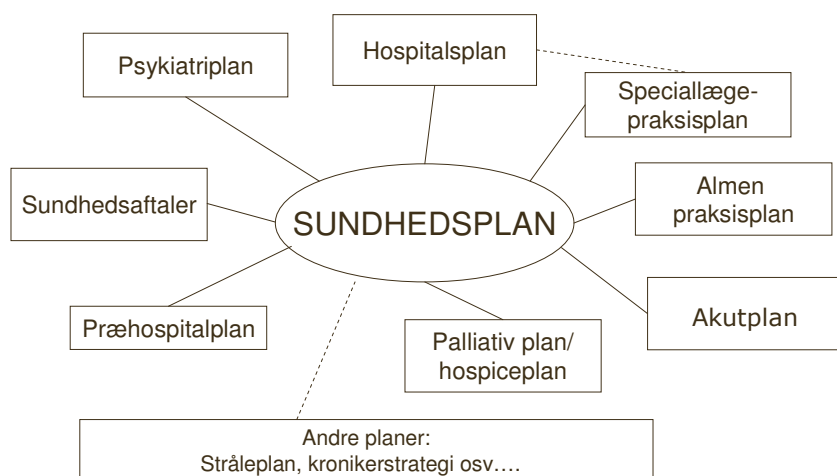 Hospitalsplan
Psykiatriplan
Speciallæge-
praksisplan
Sundhedsaftaler
SUNDHEDSPLAN
Almen
praksisplan
Præhospitalplan
Palliativ plan/
hospiceplan
Akutplan
Andre planer:
Stråleplan, kronikerstrategi osv....